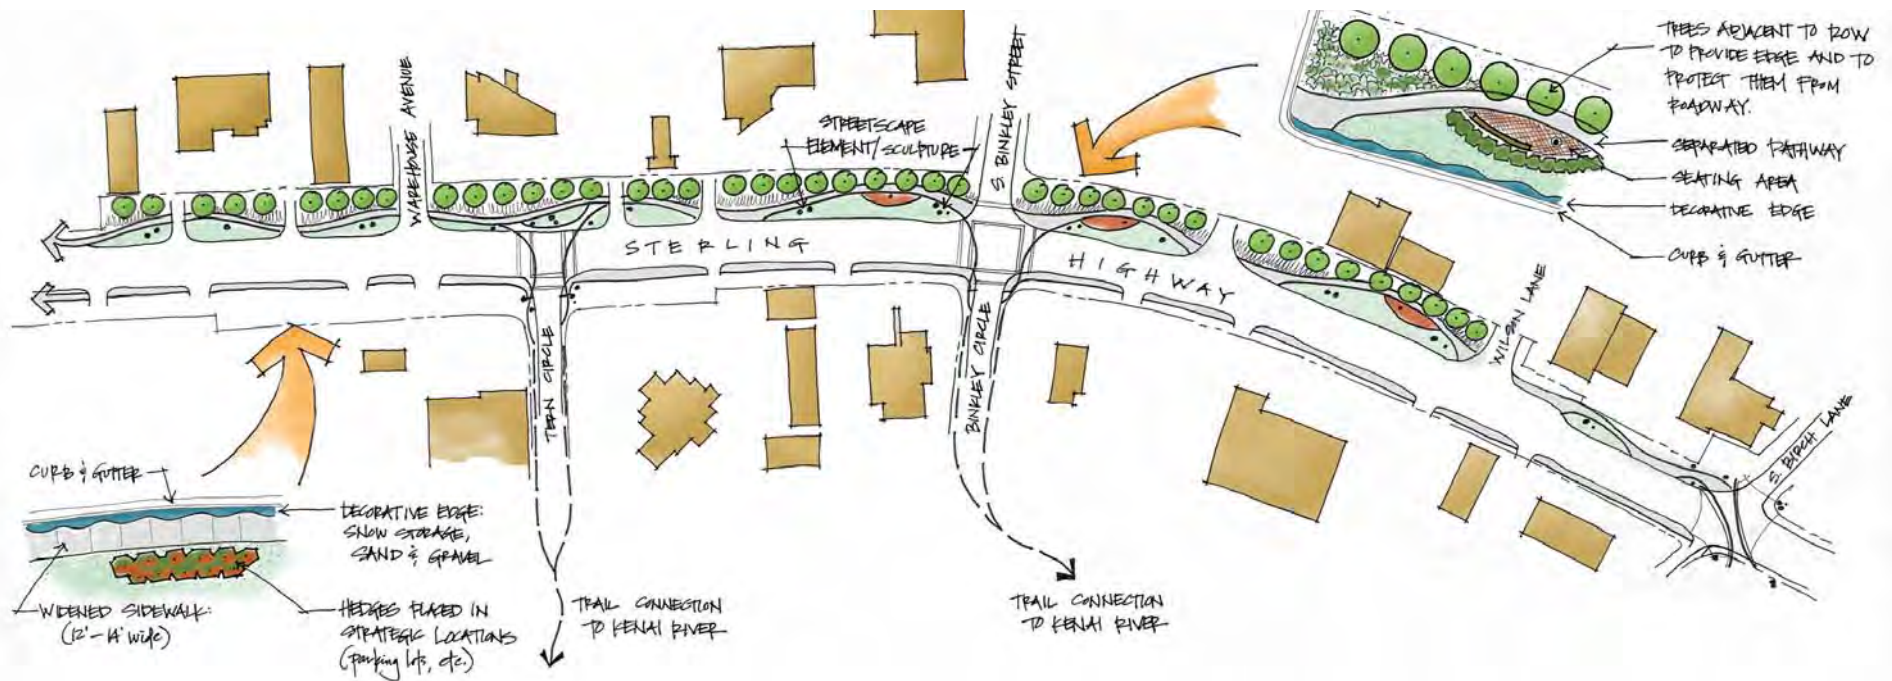 TREES ADJACENT TO ROW
TO PROVIDE EDGE AND TO
PROTECT THEM FROM
ROADWAY.
SEPARATED PATHWAY
SEATING AREA
DECORATIVE EDGE
CURB & GUTTER
WAREHOUSE AVENUE
STREETSCAPE
ELEMENT/SCULPTURE
S. BINKLEY STREET
STERLING
HIGHWAY
WILSON LANE
S. BIRCH LANE
TERN CIRCLE
BINKLEY CIRCLE
CURB & GUTTER
DECORATIVE EDGE:
SNOW STORAGE,
SAND & GRAVEL
WIDENED SIDEWALK:
(12'-14' wide)
HEDGES PLACED IN
STRATEGIC LOCATIONS
(parking lots, etc.)
TRAIL CONNECTION
TO KENAI RIVER
TRAIL CONNECTION
TO KENAI RIVER